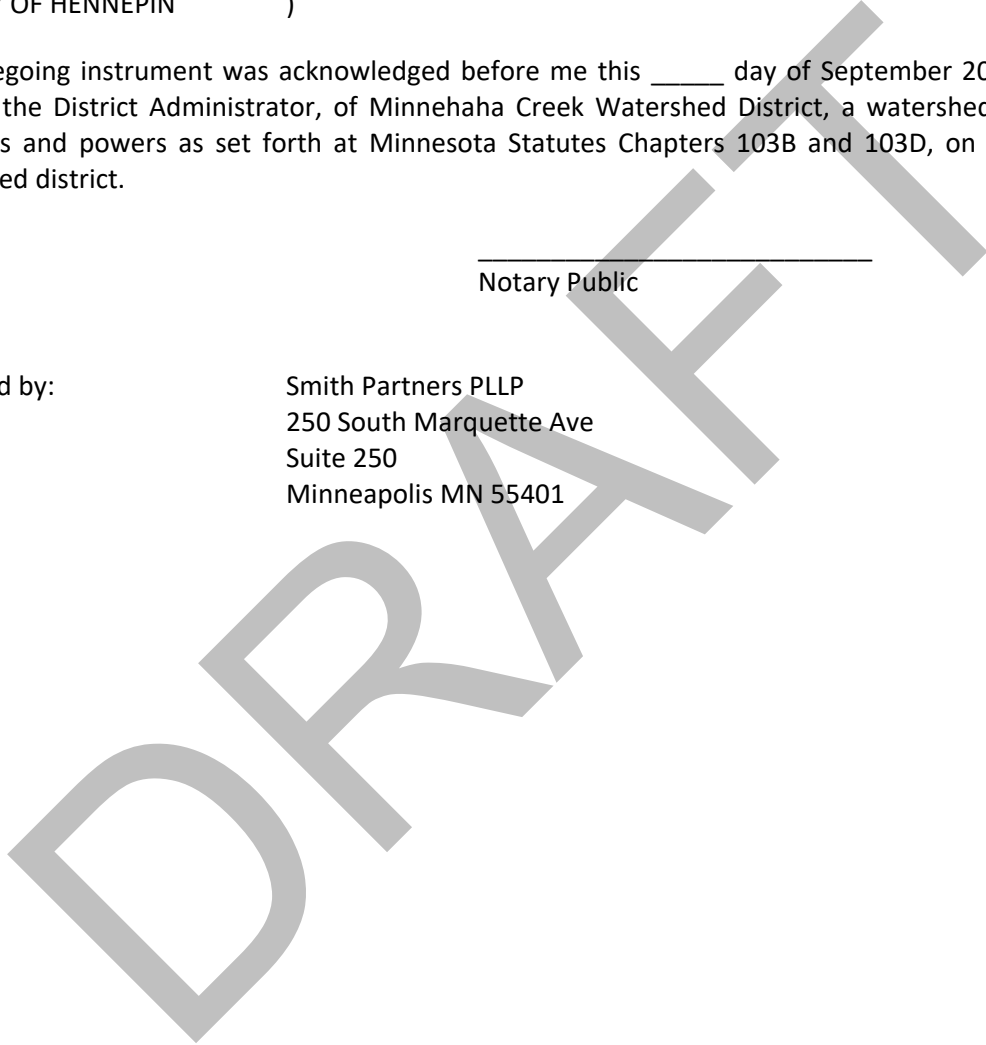 OF HENNEPIN )
egoing instrument was acknowledged before me this _____ day of September 20
the District Administrator, of Minnehaha Creek Watershed District, a watershed
s and powers as set forth at Minnesota Statutes Chapters 103B and 103D, on
ed district.
___________________________
Notary Public
d by: Smith Partners PLLP
250 South Marquette Ave
Suite 250
Minneapolis MN 55401
DRAFT